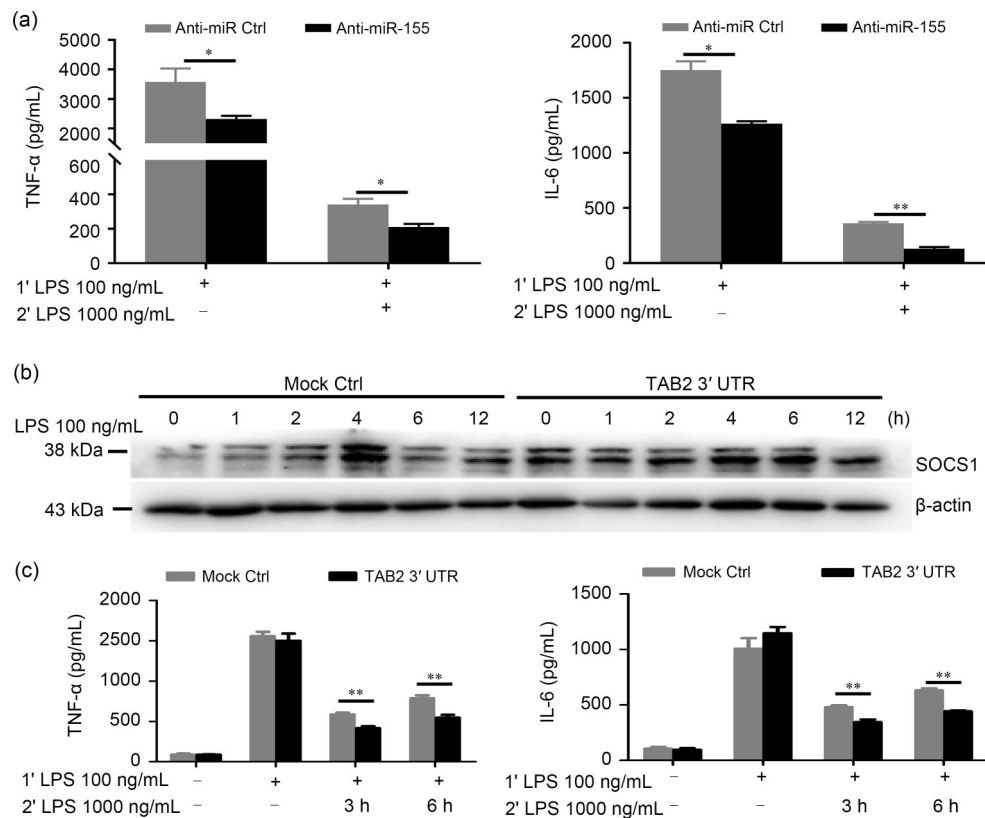 (a)
Anti-miR Ctrl Anti-miR-155
5000
4000
3000
2000
600
400
200
0
TNF-α (pg/mL)
*
*
1' LPS 100 ng/mL + +
2' LPS 1000 ng/mL – +
Anti-miR Ctrl Anti-miR-155
2000
1500
1000
500
0
IL-6 (pg/mL)
*
**
1' LPS 100 ng/mL + +
2' LPS 1000 ng/mL – +
(b)
Mock Ctrl TAB2 3′ UTR
LPS 100 ng/mL 0 1 2 4 6 12 0 1 2 4 6 12 (h)
38 kDa
SOCS1
43 kDa
β-actin
(c)
Mock Ctrl TAB2 3′ UTR
2000
2500
1000
500
0
TNF-α (pg/mL)
**
**
1' LPS 100 ng/mL – + + +
2' LPS 1000 ng/mL – – 3 h 6 h
Mock Ctrl TAB2 3′ UTR
1500
1000
500
0
IL-6 (pg/mL)
**
**
1' LPS 100 ng/mL – + + +
2' LPS 1000 ng/mL – – 3 h 6 h